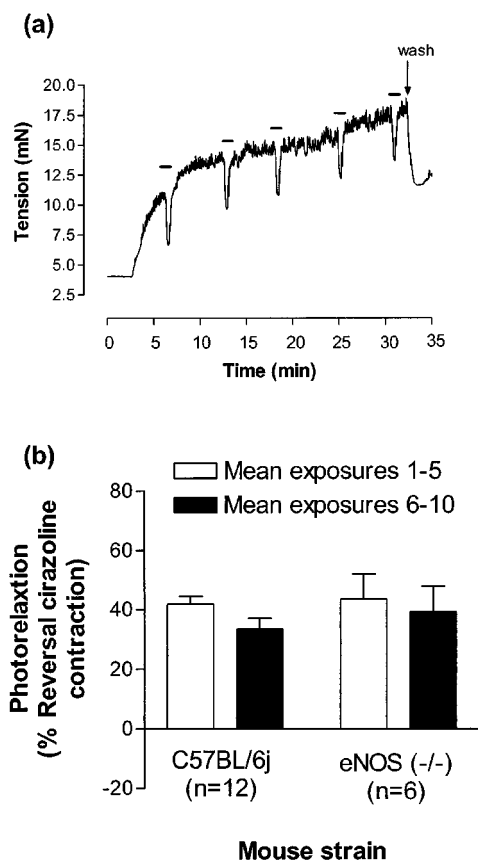 (a)
wash
20.0
17.5
15.0
12.5
10.0
7.5
5.0
2.5
Tension (mN)
0 5 10 15 20 25 30 35
Time (min)
(b)
Mean exposures 1-5
Mean exposures 6-10
80
60
40
20
0
-20
Photorelaxtion
(% Reversal cirazoline
contraction)
C57BL/6j eNOS (-/-)
(n=12) (n=6)
Mouse strain